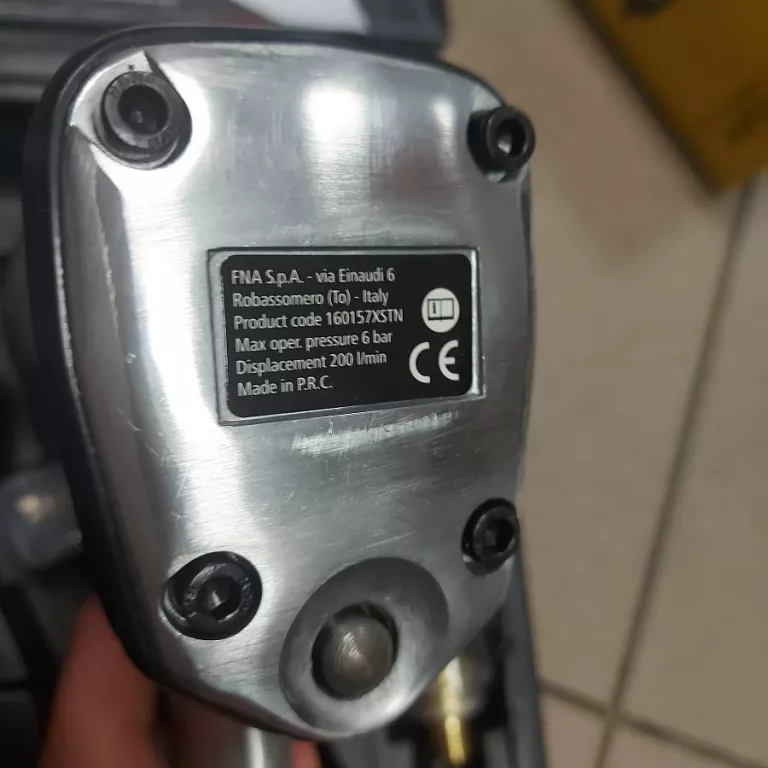 FNA S.p.A. - via Einaudi 6
Robassomero (To) - Italy
Product code 160157XSTN
Max oper. pressure 6 bar
Displacement 200 l/min
Made in P.R.C.
CE